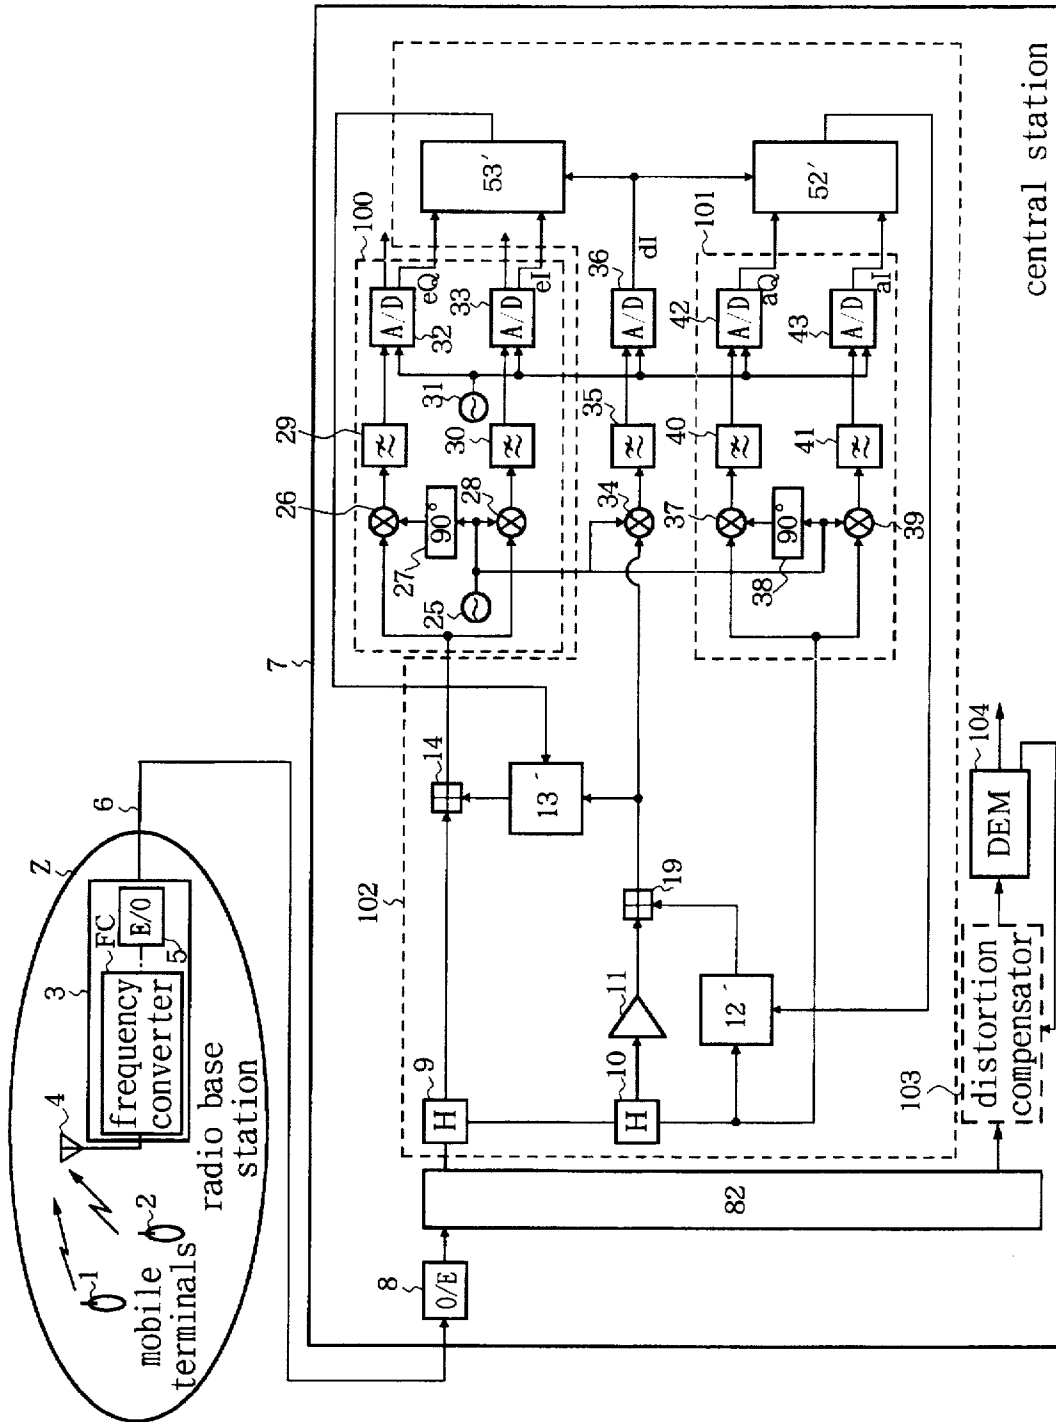 mobile
terminals
1
2
4
3
FC
frequency
converter
E/O
5
Z
6
radio base
station
7
8
O/E
82
9
H
10
H
102
11
12´
19
13´
14
100
25
26
27
90°
28
29
30
31
32
A/D
eQ
33
A/D
eI
34
35
36
A/D
dI
53′
52′
101
37
38
90°
39
40
41
42
A/D
aQ
43
A/D
aI
103
distortion
compensator
104
DEM
central station